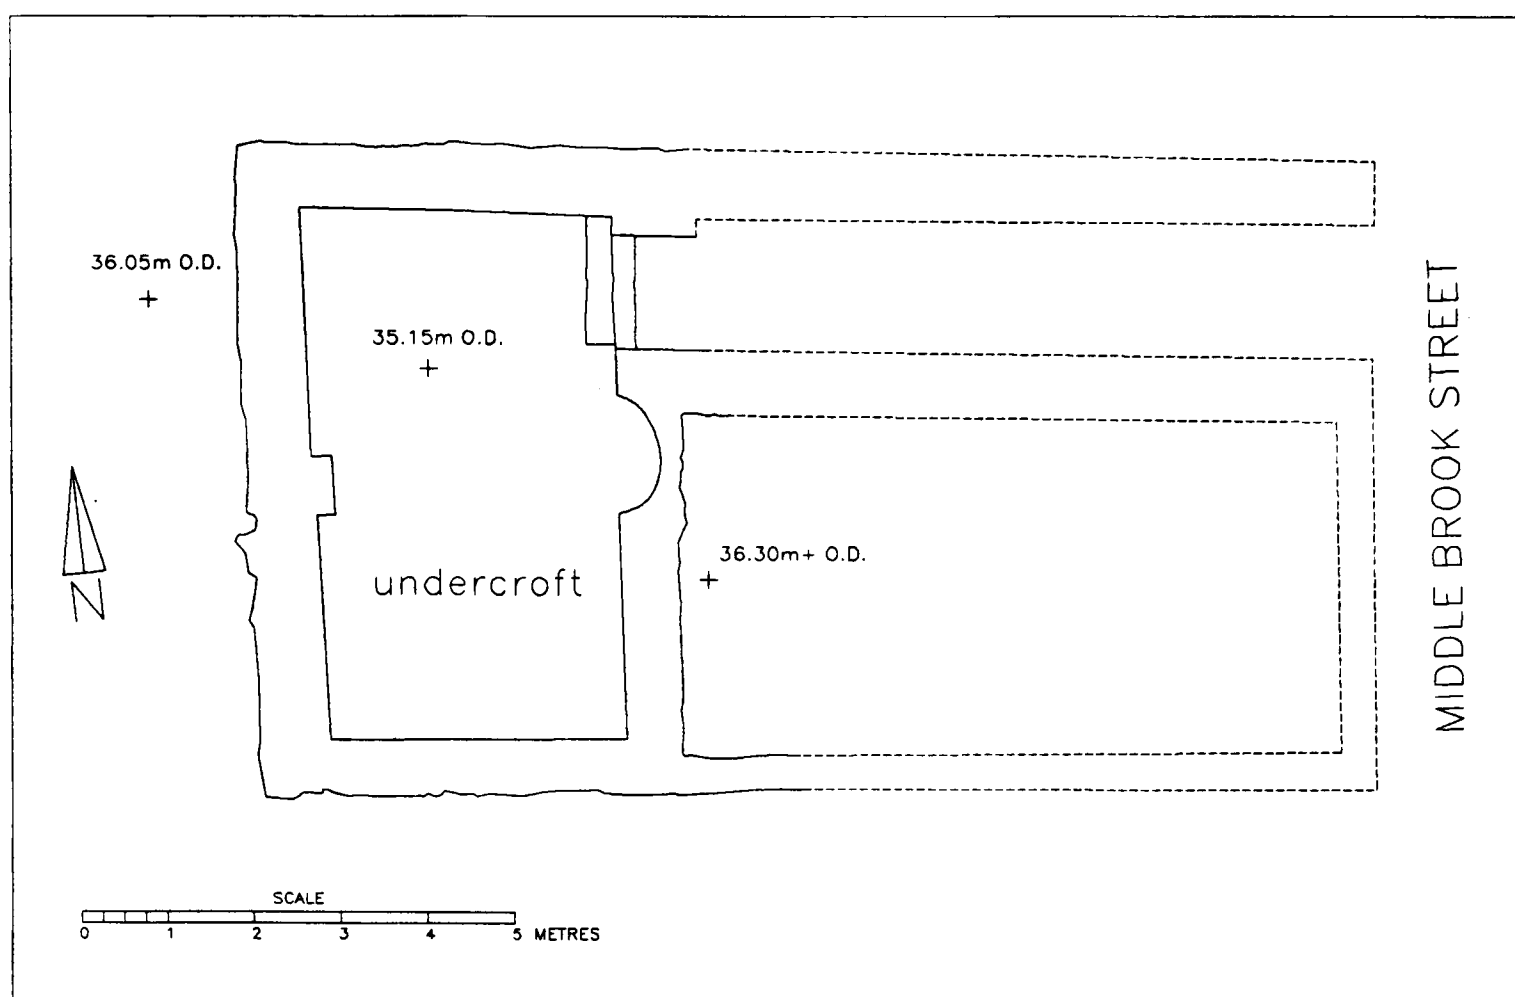 36.05m O.D.
35.15m O.D.
36.30m+ O.D.
undercroft
MIDDLE BROOK STREET
N
SCALE
0 1 2 3 4 5 METRES